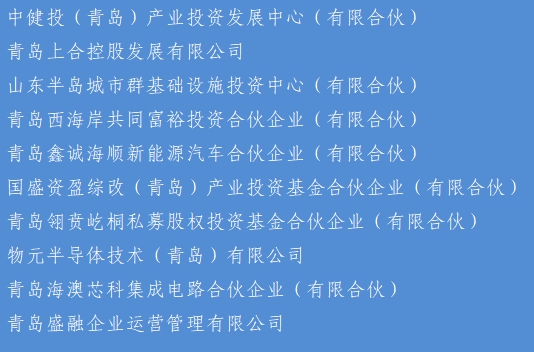 中健投（青岛）产业投资发展中心（有限合伙）
青岛上合控股发展有限公司
山东半岛城市群基础设施投资中心（有限合伙）
青岛西海岸共同富裕投资合伙企业（有限合伙）
青岛鑫诚海顺新能源汽车合伙企业（有限合伙）
国盛资盈综改（青岛）产业投资基金合伙企业（有限合伙）
青岛翎贲屹桐私募股权投资基金合伙企业（有限合伙）
物元半导体技术（青岛）有限公司
青岛海澳芯科集成电路合伙企业（有限合伙）
青岛盛融企业运营管理有限公司